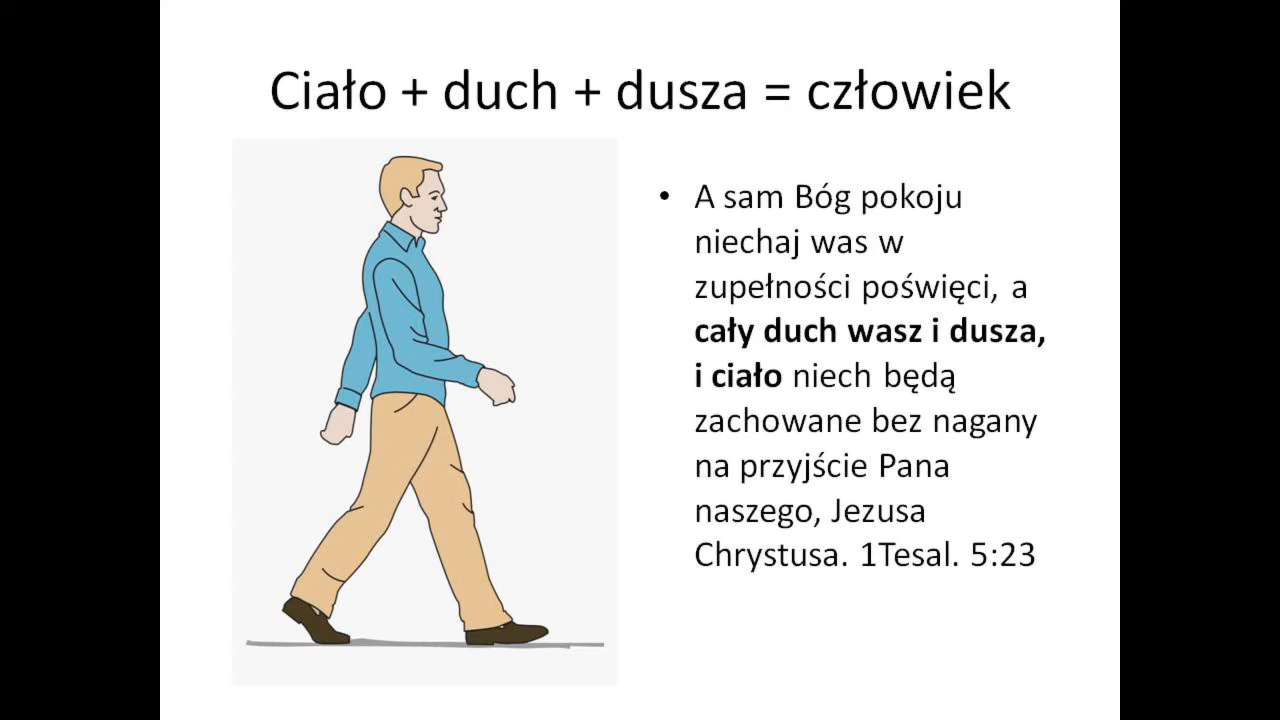 Ciało + duch + dusza = człowiek
• A sam Bóg pokoju
niechaj was w
zupełności poświęci, a
cały duch wasz i dusza,
i ciało niech będą
zachowane bez nagany
na przyjście Pana
naszego, Jezusa
Chrystusa. 1Tesal. 5:23